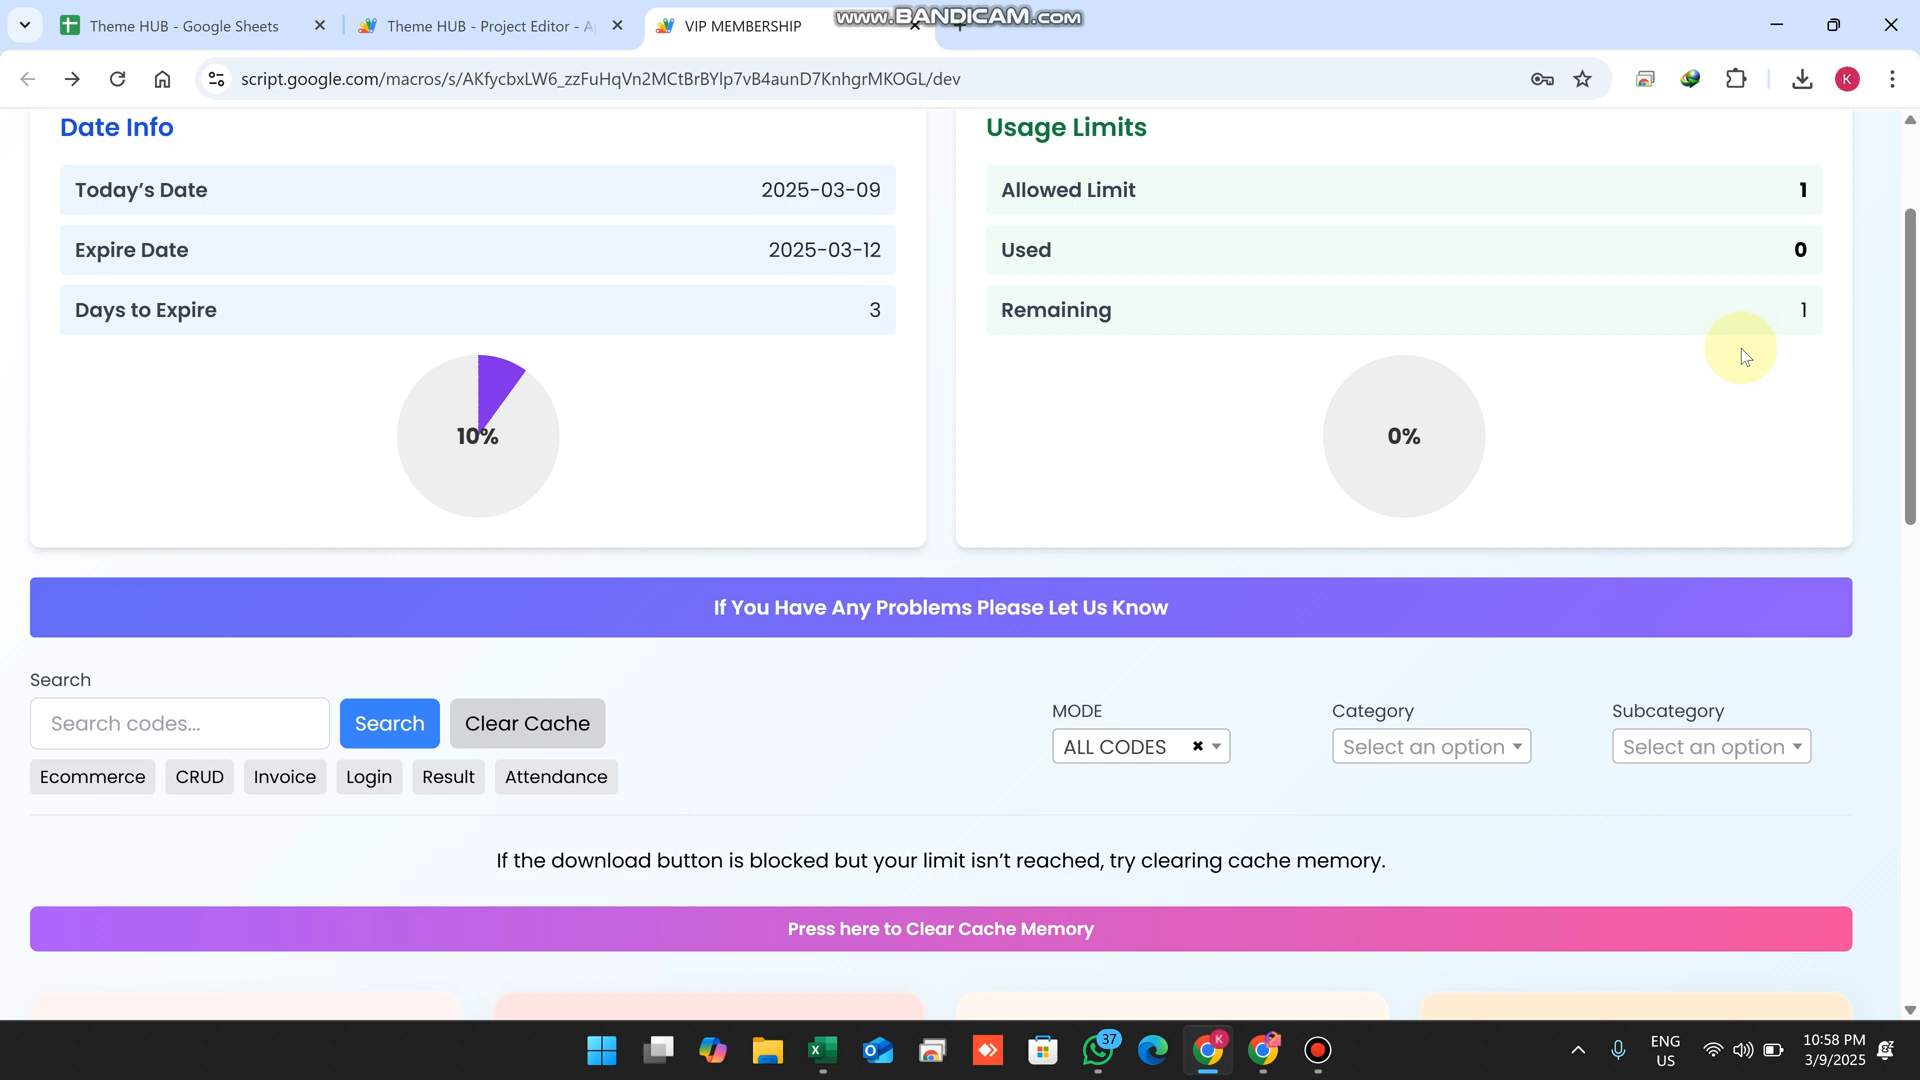 Theme HUB - Google Sheets
Theme HUB - Project Editor - A
VIP MEMBERSHIP
www.BANDICAM.com
script.google.com/macros/s/AKfycbxLW6_zzFuHqVn2MCtBrBYlp7vB4aunD7KnhgrMKOGL/dev
K
Date Info
Today's Date 2025-03-09
Expire Date 2025-03-12
Days to Expire 3
10%
Usage Limits
Allowed Limit 1
Used 0
Remaining 1
0%
If You Have Any Problems Please Let Us Know
Search
Search codes...
Search
Clear Cache
Ecommerce
CRUD
Invoice
Login
Result
Attendance
MODE
ALL CODES
Category
Select an option
Subcategory
Select an option
If the download button is blocked but your limit isn't reached, try clearing cache memory.
Press here to Clear Cache Memory
37
K
ENG
US
10:58 PM
3/9/2025